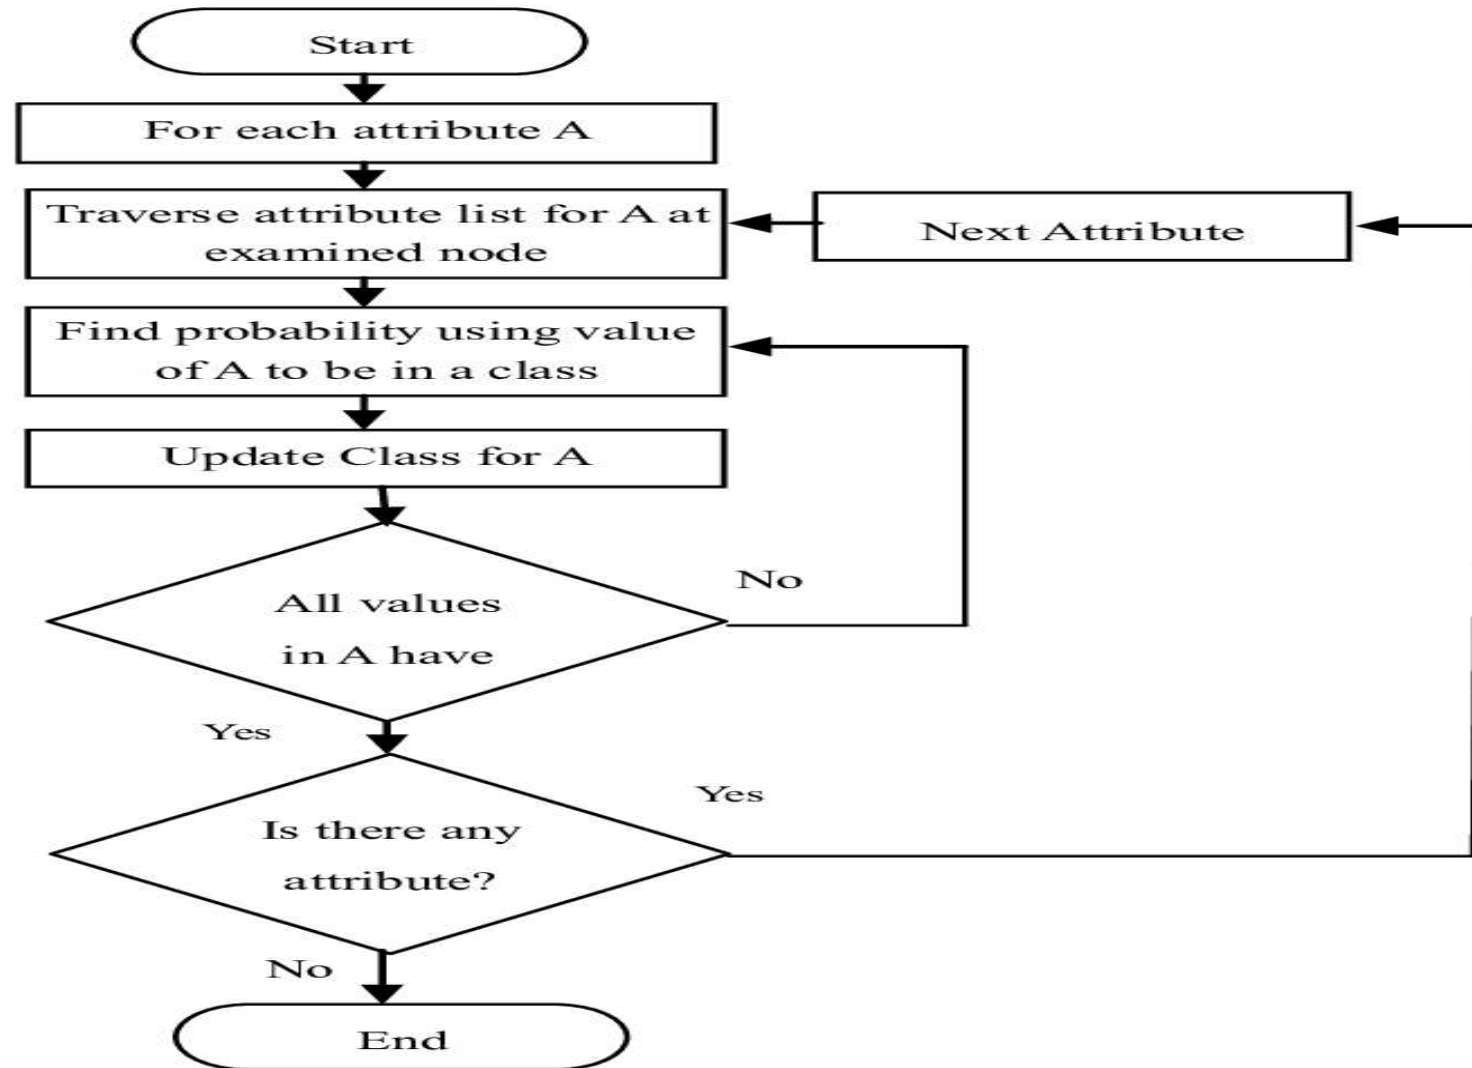 Start
For each attribute A
Traverse attribute list for A at
examined node
Next Attribute
Find probability using value
of A to be in a class
Update Class for A
No
All values
in A have
Yes
Yes
Is there any
attribute?
No
End